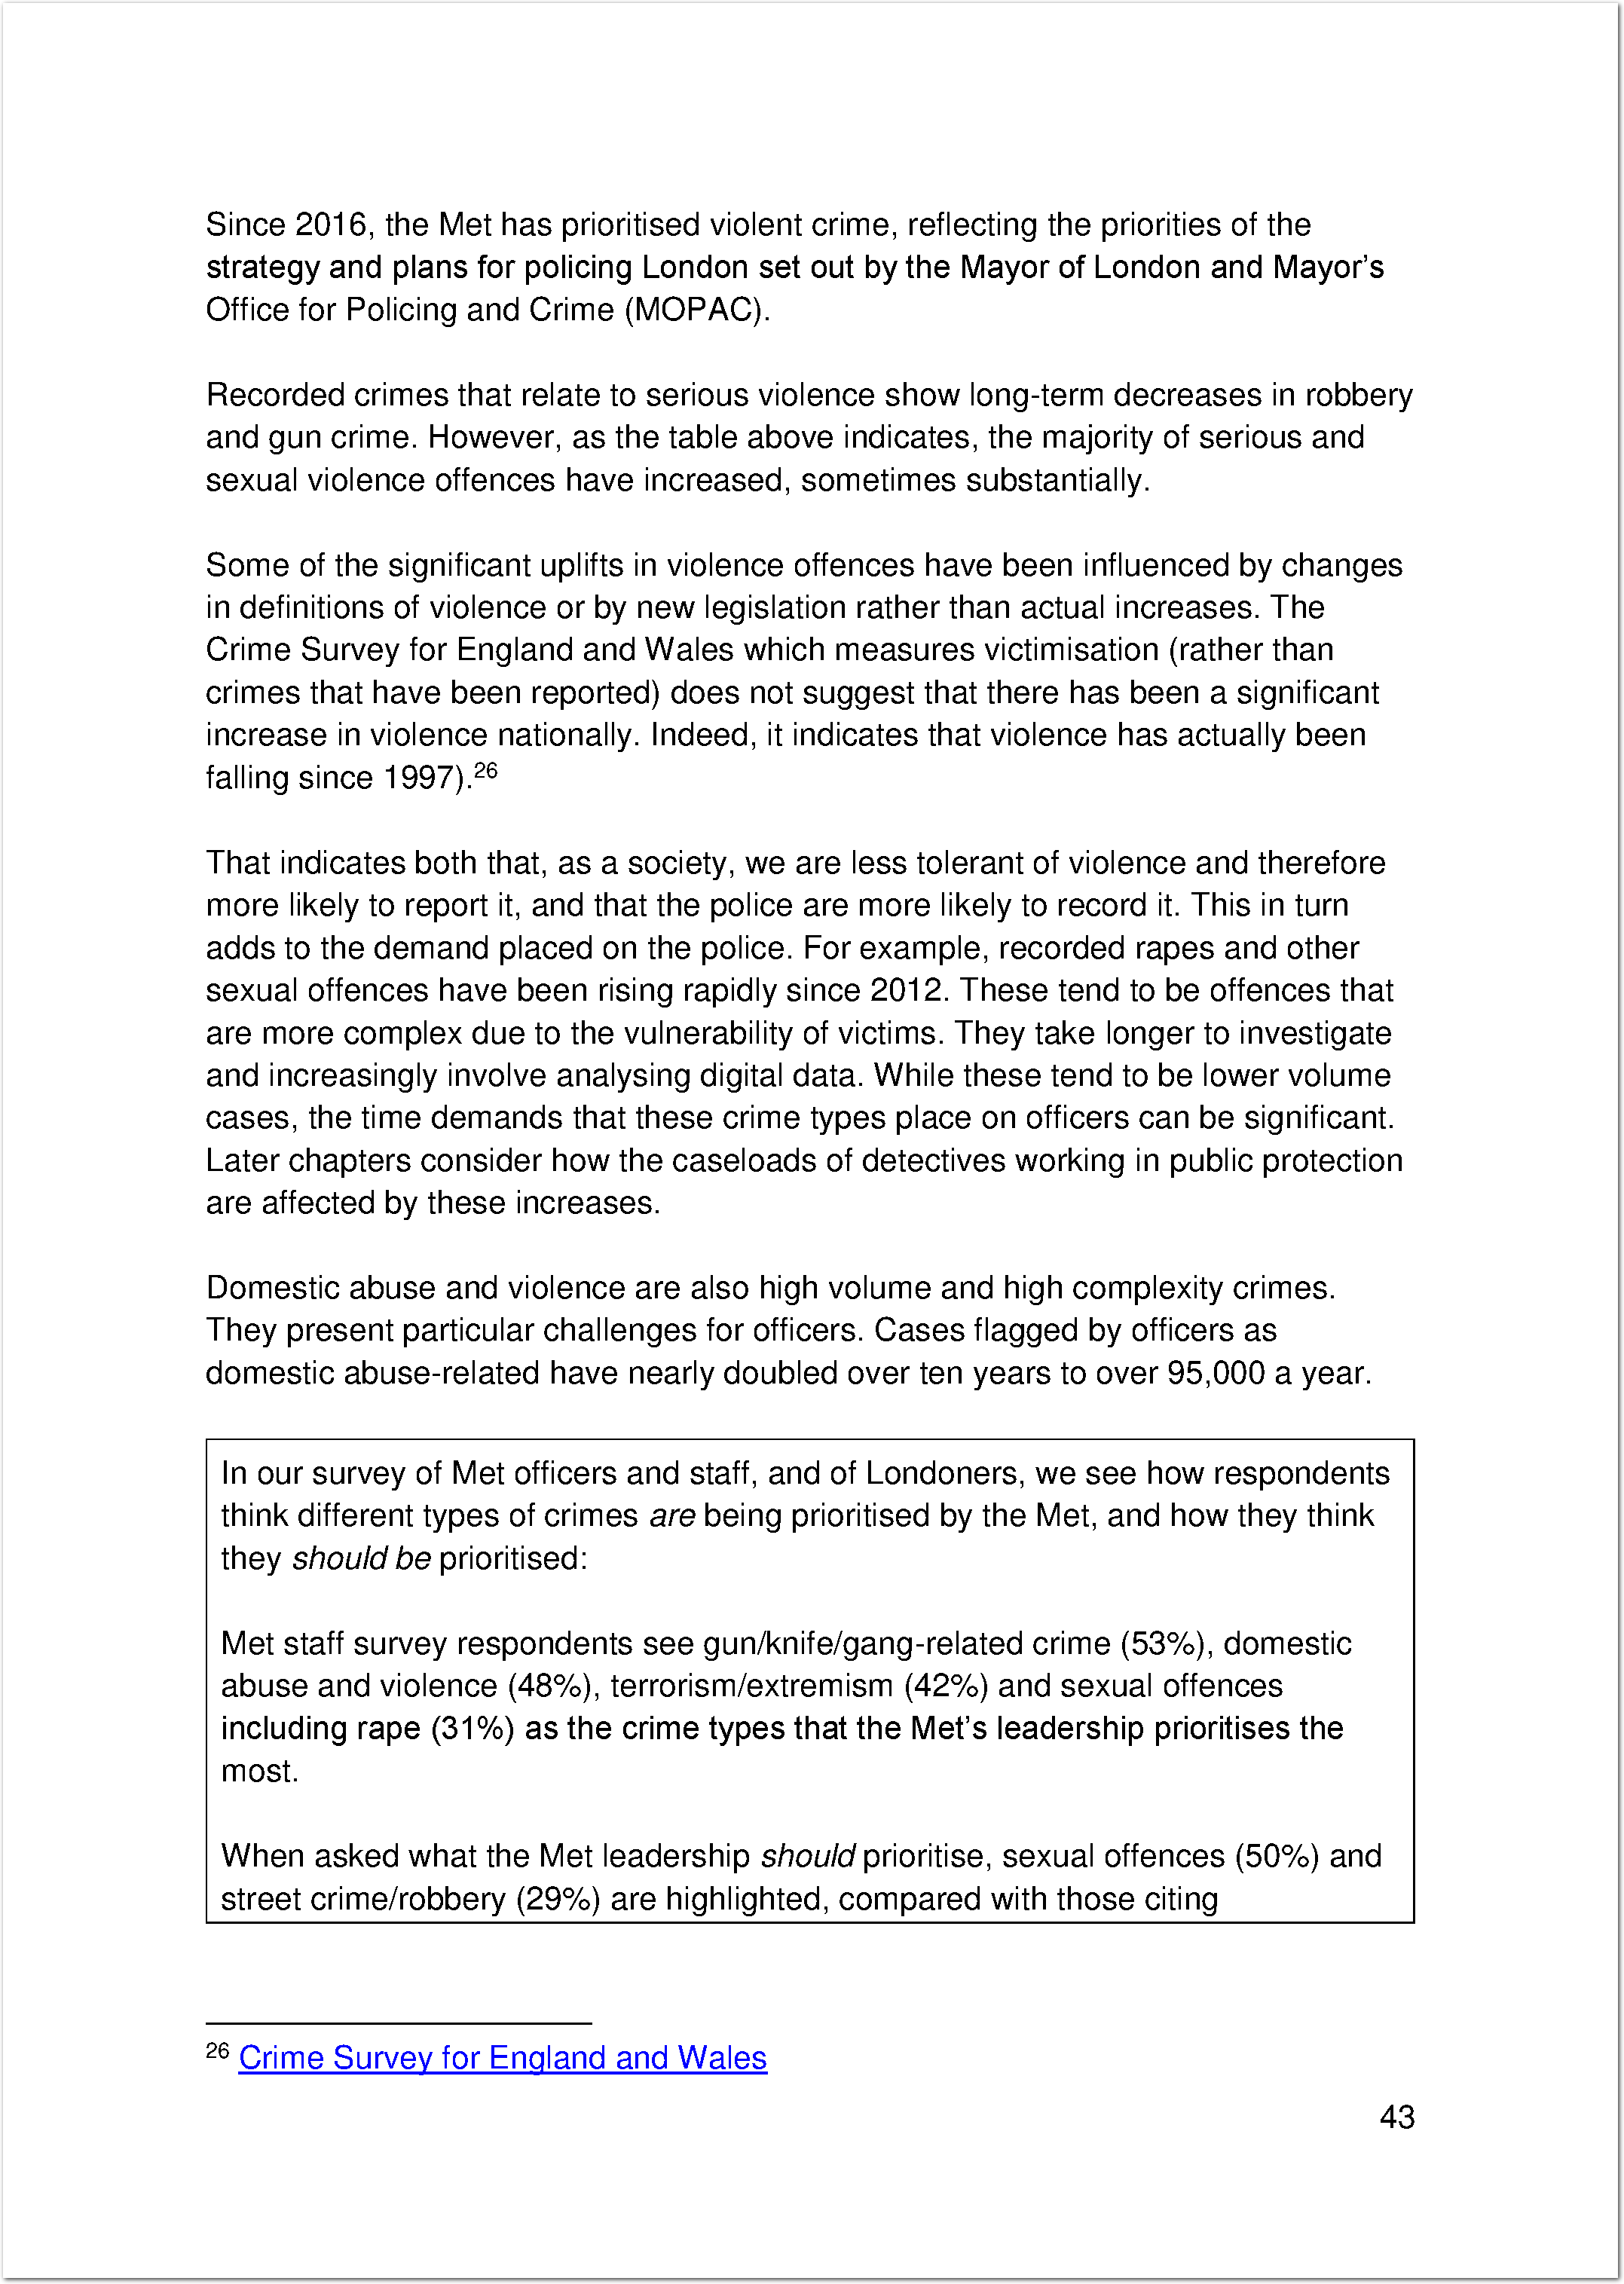 Since 2016, the Met has prioritised violent crime, reflecting the priorities of the
strategy and plans for policing London set out by the Mayor of London and Mayor’s
Office for Policing and Crime (MOPAC).
Recorded crimes that relate to serious violence show long-term decreases in robbery
and gun crime. However, as the table above indicates, the majority of serious and
sexual violence offences have increased, sometimes substantially.
Some of the significant uplifts in violence offences have been influenced by changes
in definitions of violence or by new legislation rather than actual increases. The
Crime Survey for England and Wales which measures victimisation (rather than
crimes that have been reported) does not suggest that there has been a significant
increase in violence nationally. Indeed, it indicates that violence has actually been
falling since 1997).26
That indicates both that, as a society, we are less tolerant of violence and therefore
more likely to report it, and that the police are more likely to record it. This in turn
adds to the demand placed on the police. For example, recorded rapes and other
sexual offences have been rising rapidly since 2012. These tend to be offences that
are more complex due to the vulnerability of victims. They take longer to investigate
and increasingly involve analysing digital data. While these tend to be lower volume
cases, the time demands that these crime types place on officers can be significant.
Later chapters consider how the caseloads of detectives working in public protection
are affected by these increases.
Domestic abuse and violence are also high volume and high complexity crimes.
They present particular challenges for officers. Cases flagged by officers as
domestic abuse-related have nearly doubled over ten years to over 95,000 a year.
In our survey of Met officers and staff, and of Londoners, we see how respondents
think different types of crimes are being prioritised by the Met, and how they think
they should be prioritised:
Met staff survey respondents see gun/knife/gang-related crime (53%), domestic
abuse and violence (48%), terrorism/extremism (42%) and sexual offences
including rape (31%) as the crime types that the Met’s leadership prioritises the
most.
When asked what the Met leadership should prioritise, sexual offences (50%) and
street crime/robbery (29%) are highlighted, compared with those citing
26 Crime Survey for England and Wales
43